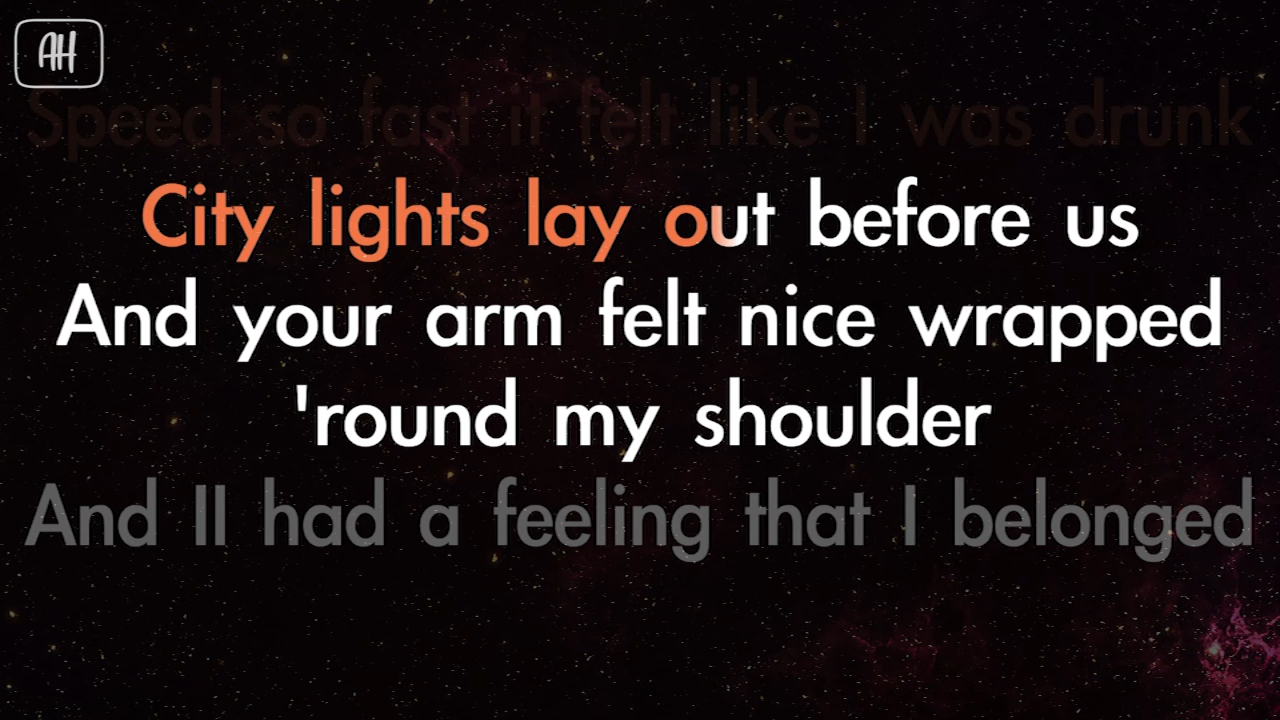 AH
Speed so fast it felt like I was drunk
City lights lay out before us
And your arm felt nice wrapped
'round my shoulder
And II had a feeling that I belonged